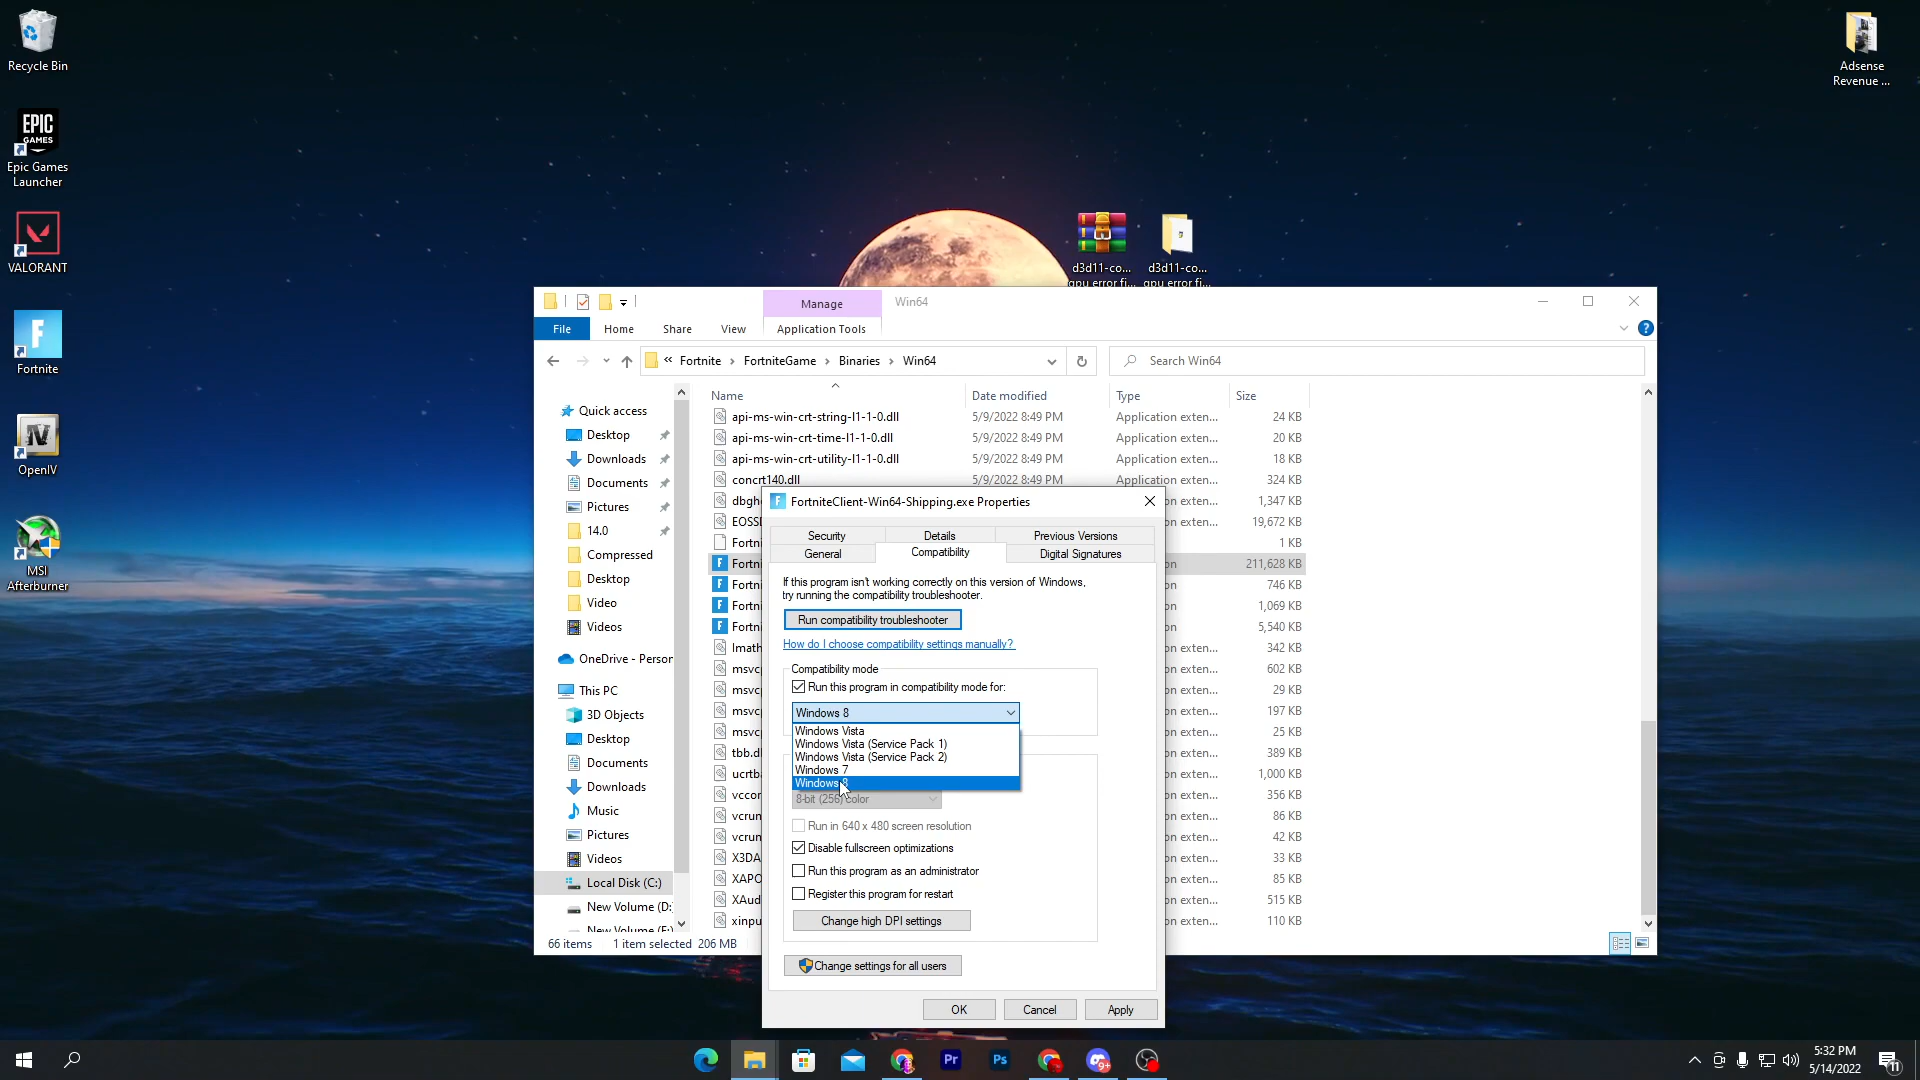 Recycle Bin
EPIC
GAMES
Epic Games
Launcher
VALORANT
Fortnite
OpenIV
MSI
Afterburner
Adsense
Revenue ...
d3d11-co...
gpu error fi...
d3d11-co...
gpu error fi...
Manage
Win64
File
Home
Share
View
Application Tools
« Fortnite › FortniteGame › Binaries › Win64
Search Win64
Quick access
Desktop
Downloads
Documents
Pictures
14.0
Compressed
Desktop
Video
Videos
OneDrive - Person
This PC
3D Objects
Desktop
Documents
Downloads
Music
Pictures
Videos
Local Disk (C:)
New Volume (D:
New Volume (E:
Name
Date modified
Type
Size
api-ms-win-crt-string-l1-1-0.dll 5/9/2022 8:49 PM Application exten... 24 KB
api-ms-win-crt-time-l1-1-0.dll 5/9/2022 8:49 PM Application exten... 20 KB
api-ms-win-crt-utility-l1-1-0.dll 5/9/2022 8:49 PM Application exten... 18 KB
concrt140.dll 5/9/2022 8:49 PM Application exten... 324 KB
dbgh on exten... 1,347 KB
EOSS on exten... 19,672 KB
Fortni 1 KB
Fortni on 211,628 KB
Fortni on 746 KB
Fortni on 1,069 KB
Fortni on 5,540 KB
Imath on exten... 342 KB
msvc on exten... 602 KB
msvc on exten... 29 KB
msvc on exten... 197 KB
msvc on exten... 25 KB
tbb.d on exten... 389 KB
ucrtb on exten... 1,000 KB
vccor on exten... 356 KB
vcrun on exten... 86 KB
vcrun on exten... 42 KB
X3DA on exten... 33 KB
XAPO on exten... 85 KB
XAud on exten... 515 KB
xinpu on exten... 110 KB
66 items 1 item selected 206 MB
FortniteClient-Win64-Shipping.exe Properties
Security
Details
Previous Versions
General
Compatibility
Digital Signatures
If this program isn't working correctly on this version of Windows,
try running the compatibility troubleshooter.
Run compatibility troubleshooter
How do I choose compatibility settings manually?
Compatibility mode
Run this program in compatibility mode for:
Windows 8
Windows Vista
Windows Vista (Service Pack 1)
Windows Vista (Service Pack 2)
Windows 7
Windows 8
8-bit (256) color
Run in 640 x 480 screen resolution
Disable fullscreen optimizations
Run this program as an administrator
Register this program for restart
Change high DPI settings
Change settings for all users
OK
Cancel
Apply
Pr
Ps
9+
5:32 PM
5/14/2022
11